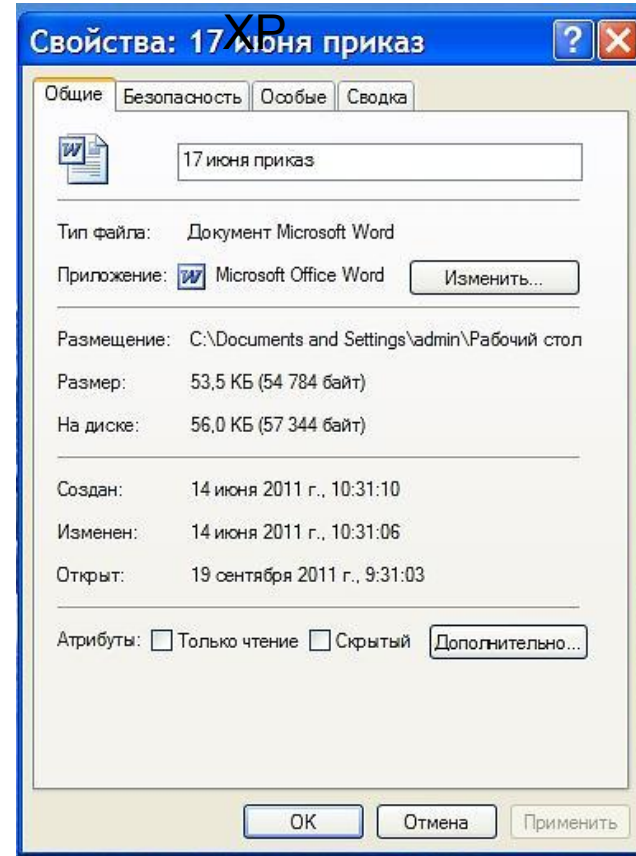 XP
Свойства: 17 июня приказ
Общие Безопасность Особые Сводка
17 июня приказ
Тип файла: Документ Microsoft Word
Приложение: Microsoft Office Word Изменить...
Размещение: C:\Documents and Settings\admin\Рабочий стол
Размер: 53,5 КБ (54 784 байт)
На диске: 56,0 КБ (57 344 байт)
Создан: 14 июня 2011 г., 10:31:10
Изменен: 14 июня 2011 г., 10:31:06
Открыт: 19 сентября 2011 г., 9:31:03
Атрибуты: Только чтение Скрытый Дополнительно...
ОК Отмена Применить